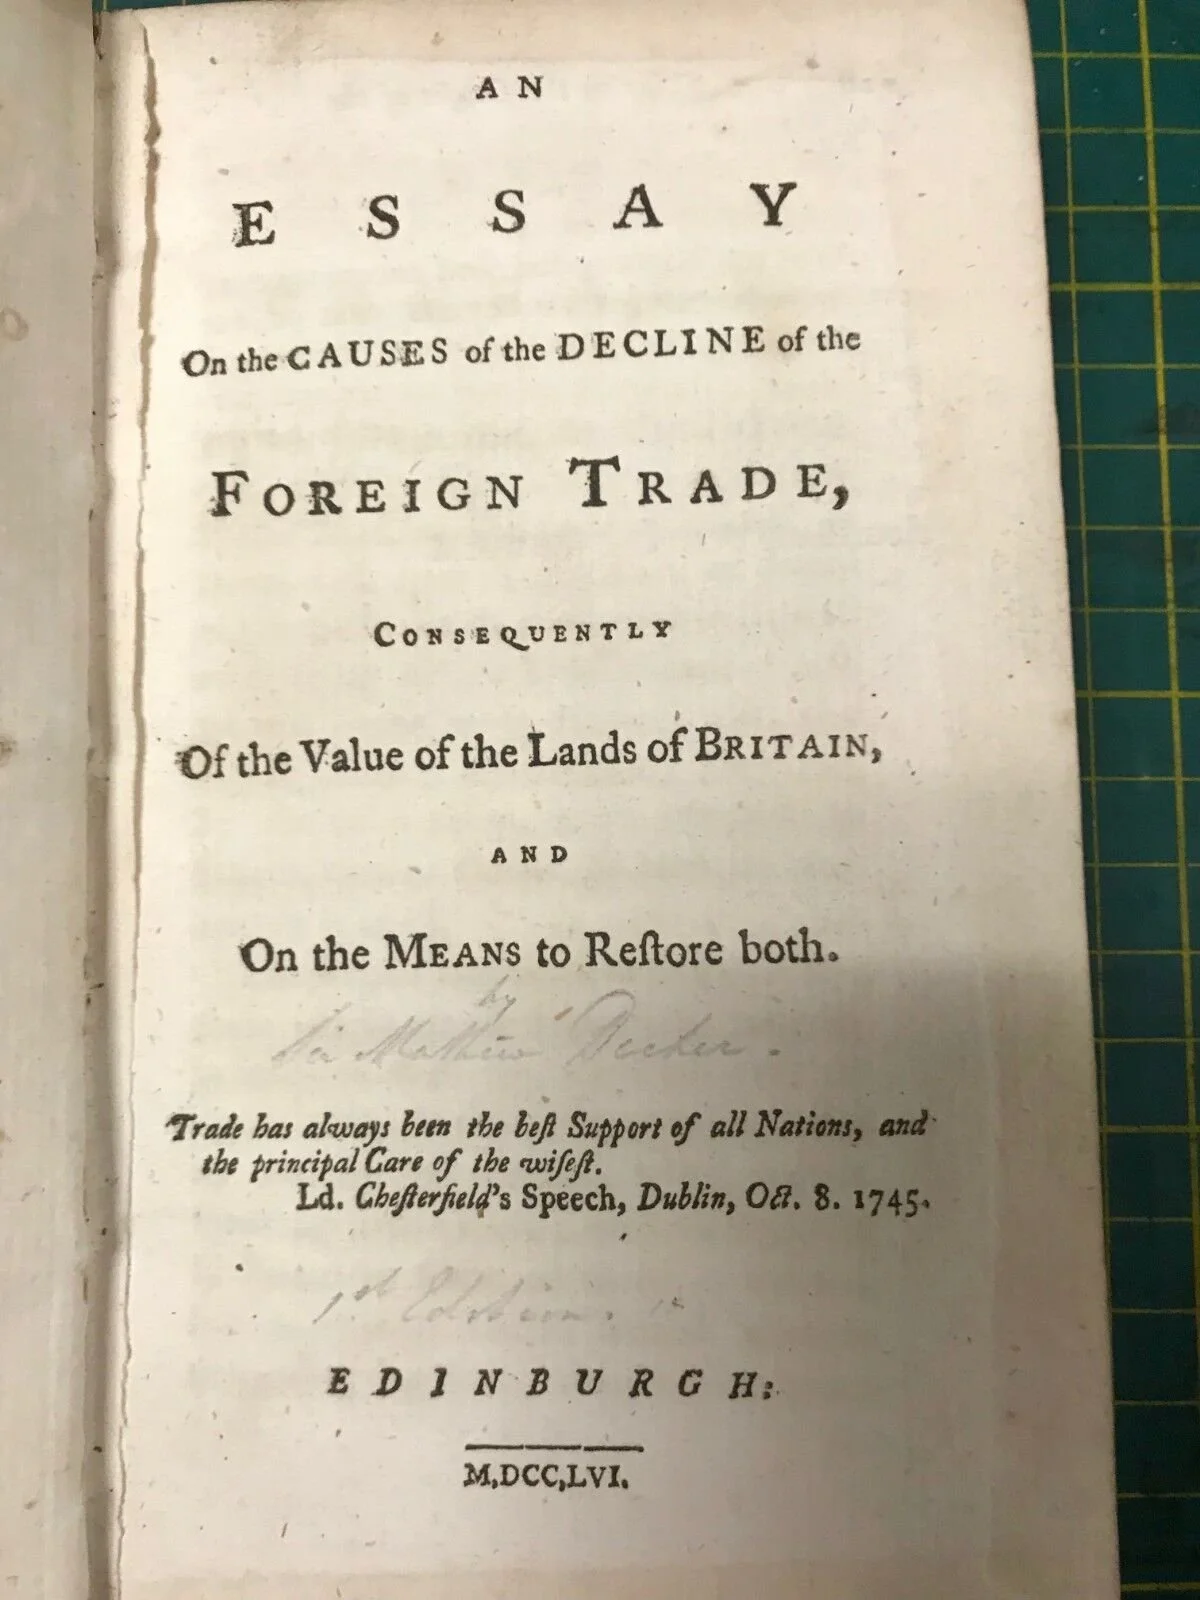 AN
ESSAY
On the CAUSES of the DECLINE of the
FOREIGN TRADE,
CONSEQUENTLY
Of the Value of the Lands of BRITAIN,
AND
On the MEANS to Reſtore both.
by
Sir Matthew Decker.
Trade has always been the beſt Support of all Nations, and
the principal Care of the wiſeſt.
Ld. Cheſterfield's Speech, Dublin, Oct. 8. 1745.
1st Edition.
EDINBURGH:
M,DCC,LVI.